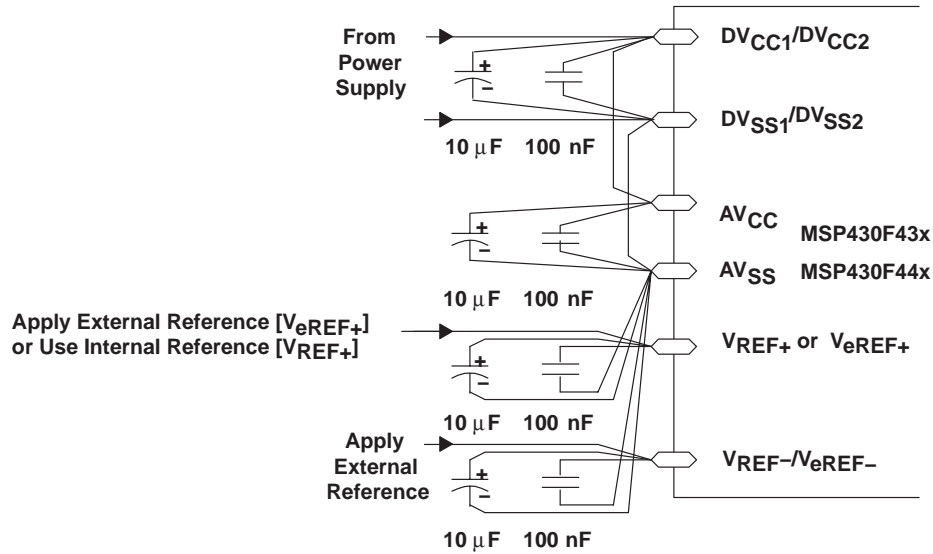 From
Power
Supply
DVCC1/DVCC2
+
−
DVSS1/DVSS2
10 μF 100 nF
AVCC
MSP430F43x
+
−
AVSS MSP430F44x
10 μF 100 nF
Apply External Reference [VeREF+]
or Use Internal Reference [VREF+]
VREF+ or VeREF+
+
−
10 μF 100 nF
Apply
External
Reference
VREF−/VeREF−
+
−
10 μF 100 nF